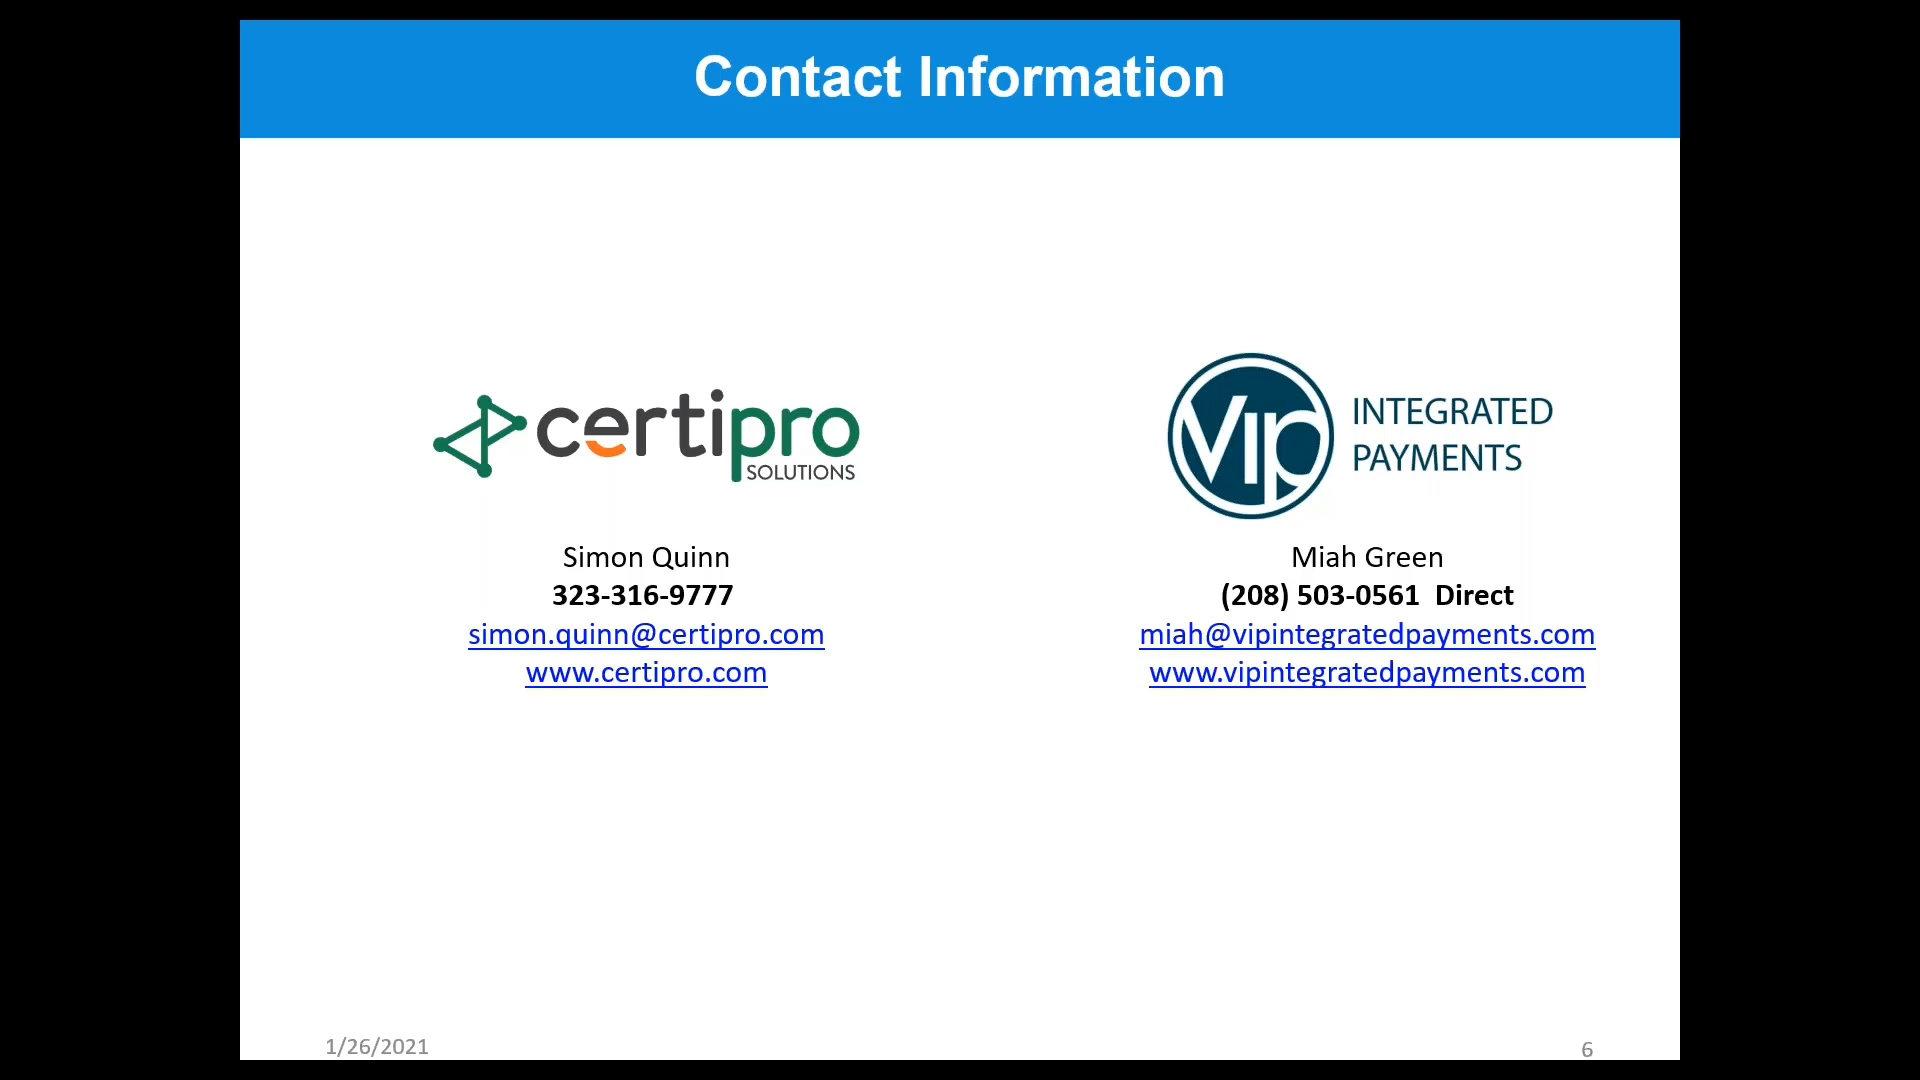 Contact Information
certipro
SOLUTIONS
Simon Quinn
323-316-9777
simon.quinn@certipro.com
www.certipro.com
Vip
INTEGRATED
PAYMENTS
Miah Green
(208) 503-0561 Direct
miah@vipintegratedpayments.com
www.vipintegratedpayments.com
1/26/2021
6